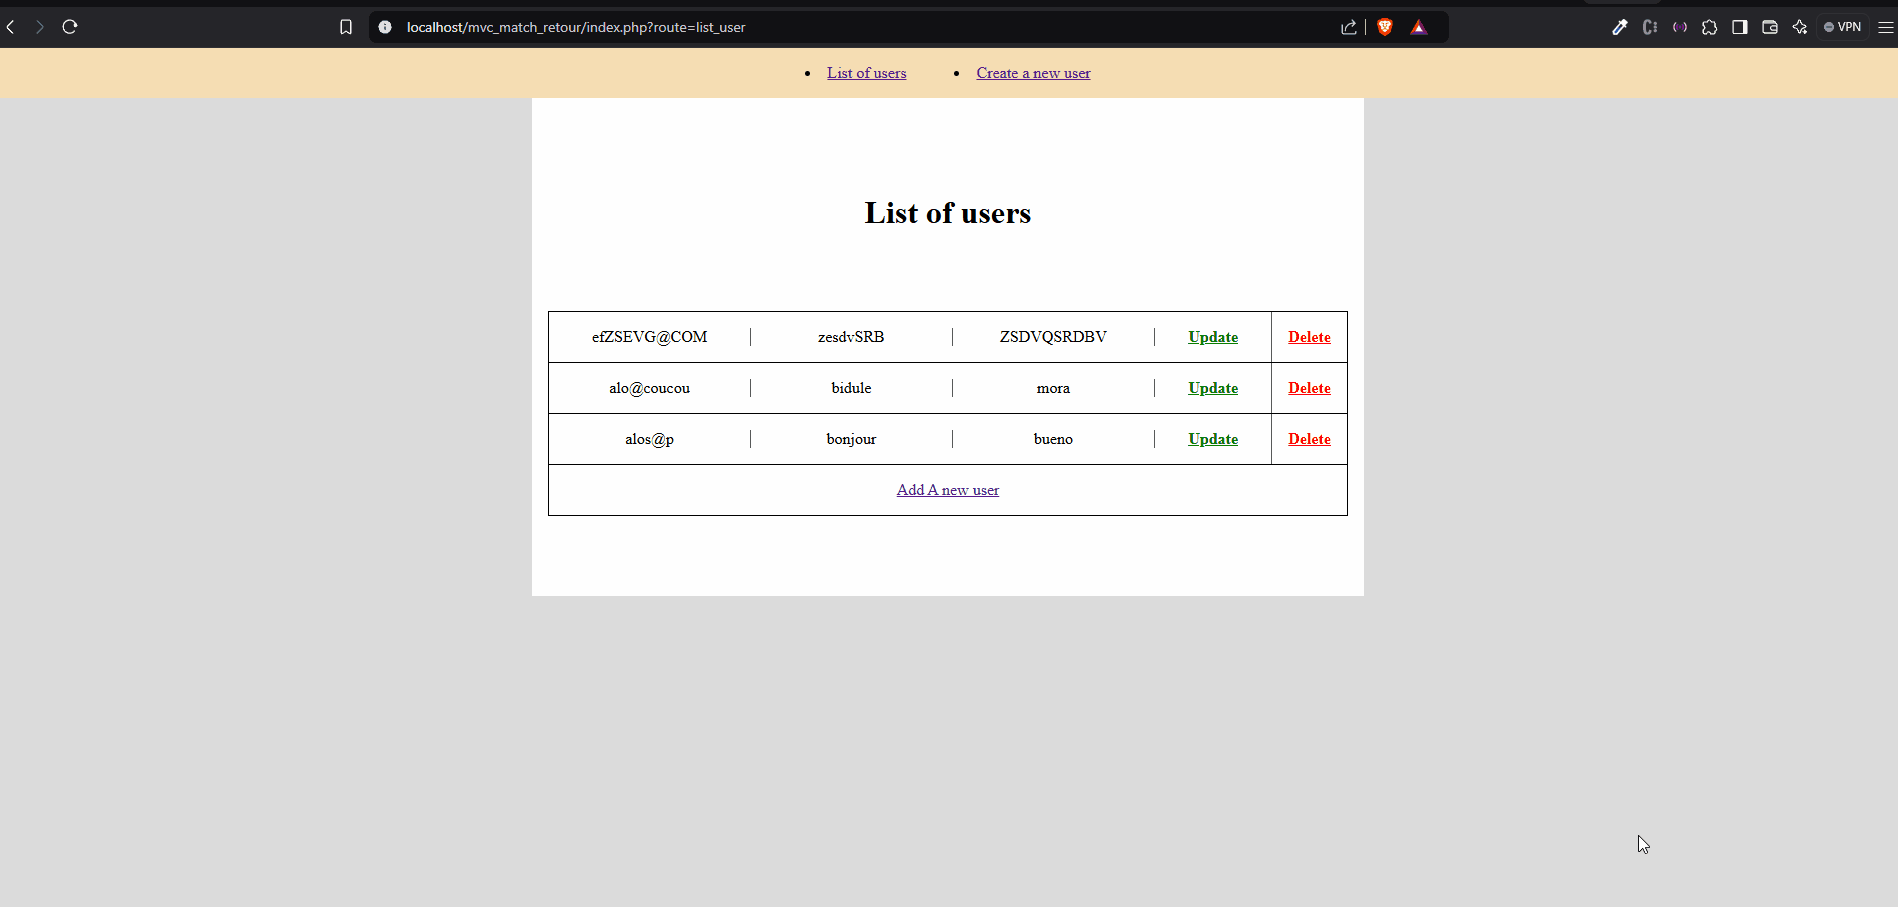 localhost/mvc_match_retour/index.php?route=list_user
VPN
List of users
Create a new user
List of users
efZSEVG@COM zesdvSRB ZSDVQSRDBV Update Delete
alo@coucou bidule mora Update Delete
alos@p bonjour bueno Update Delete
Add A new user